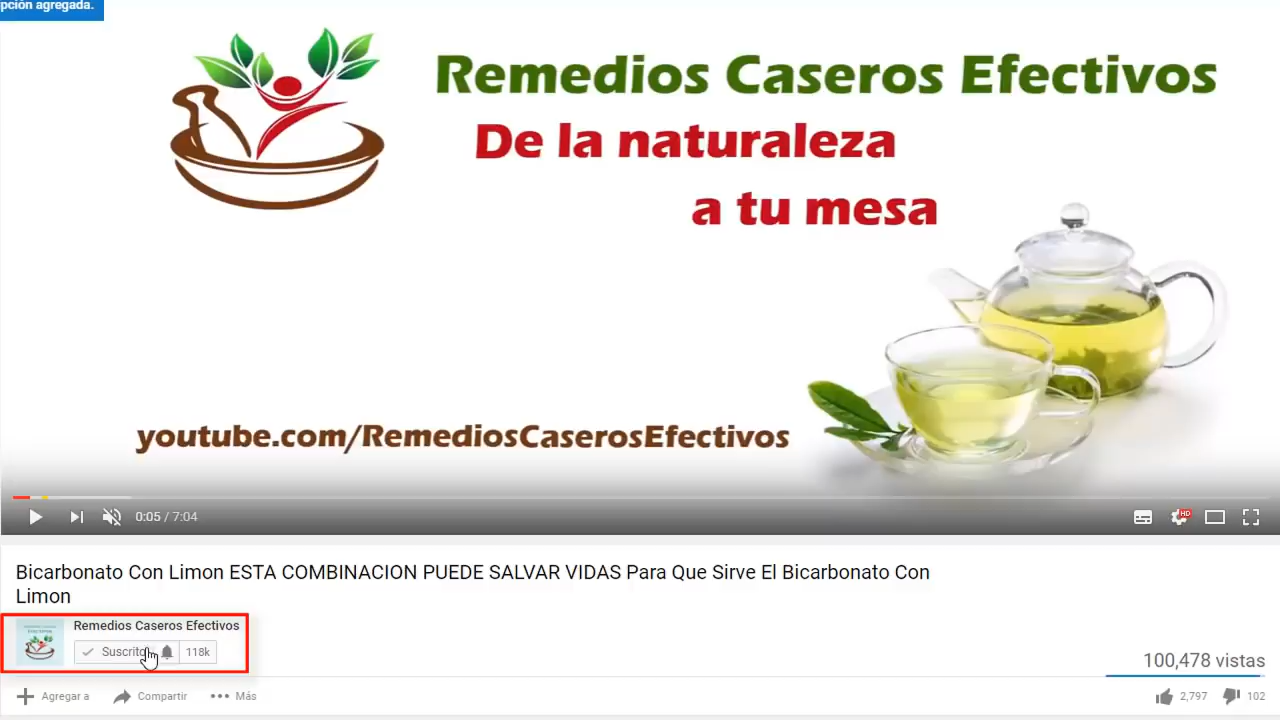 pción agregada.
Remedios Caseros Efectivos
De la naturaleza
a tu mesa
youtube.com/RemediosCaserosEfectivos
0:05 / 7:04
HD
Bicarbonato Con Limon ESTA COMBINACION PUEDE SALVAR VIDAS Para Que Sirve El Bicarbonato Con
Limon
Remedios Caseros Efectivos
Suscrito 118k
100,478 vistas
Agregar a Compartir Más 2,797 102